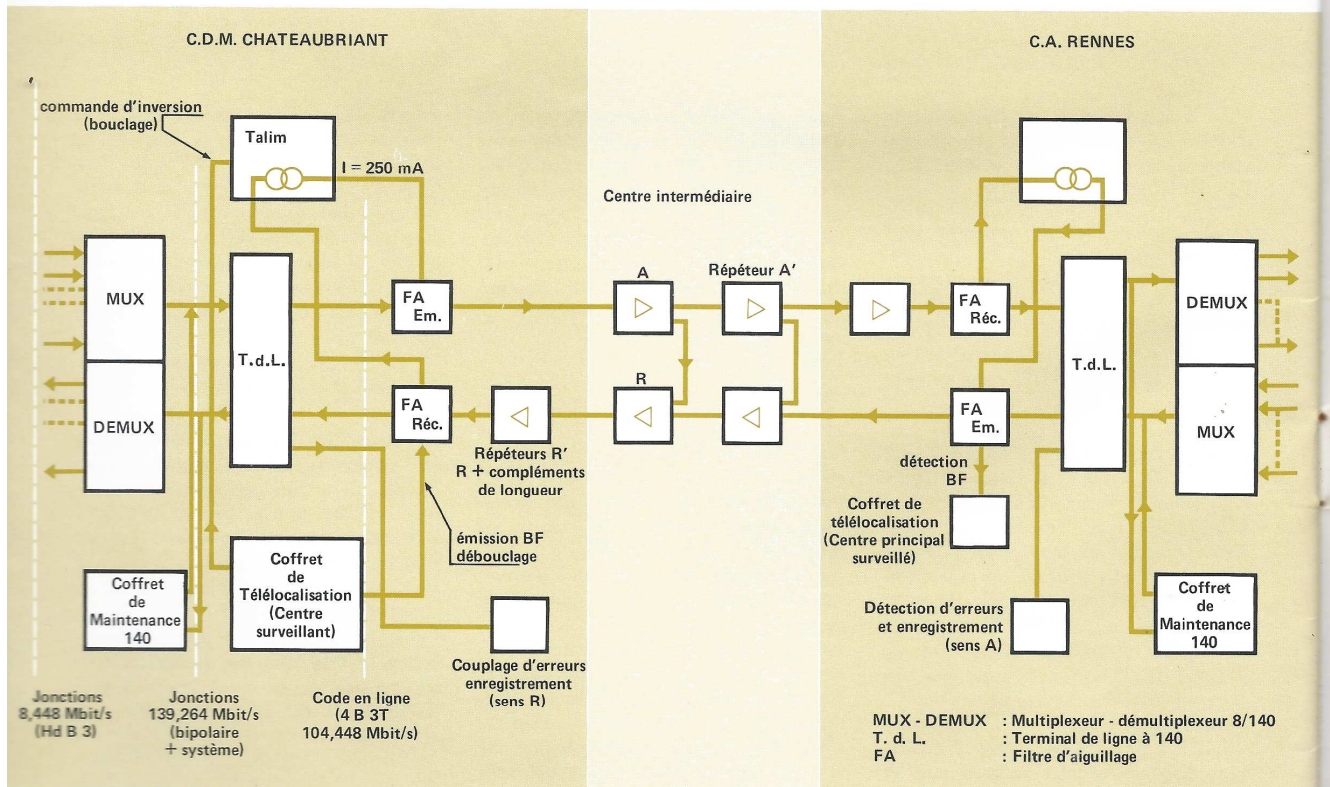 C.D.M. CHATEAUBRIANT
C.A. RENNES
commande d'inversion
(bouclage)
Talim
I = 250 mA
Centre intermédiaire
MUX
DEMUX
T.d.L.
FA
Em.
FA
Réc.
A
Répéteur A'
R
Répéteurs R'
R + compléments
de longueur
émission BF
débouclage
FA
Réc.
FA
Em.
T.d.L.
DEMUX
MUX
détection
BF
Coffret de
télélocalisation
(Centre principal
surveillé)
Coffret
de
Maintenance
140
Coffret
de
Télélocalisation
(Centre
surveillant)
Couplage d'erreurs
enregistrement
(sens R)
Détection d'erreurs
et enregistrement
(sens A)
Coffret
de
Maintenance
140
Jonctions
8,448 Mbit/s
(Hd B 3)
Jonctions
139,264 Mbit/s
(bipolaire
+ système)
Code en ligne
(4 B 3T
104,448 Mbit/s)
MUX - DEMUX : Multiplexeur - démultiplexeur 8/140
T. d. L. : Terminal de ligne à 140
FA : Filtre d'aiguillage